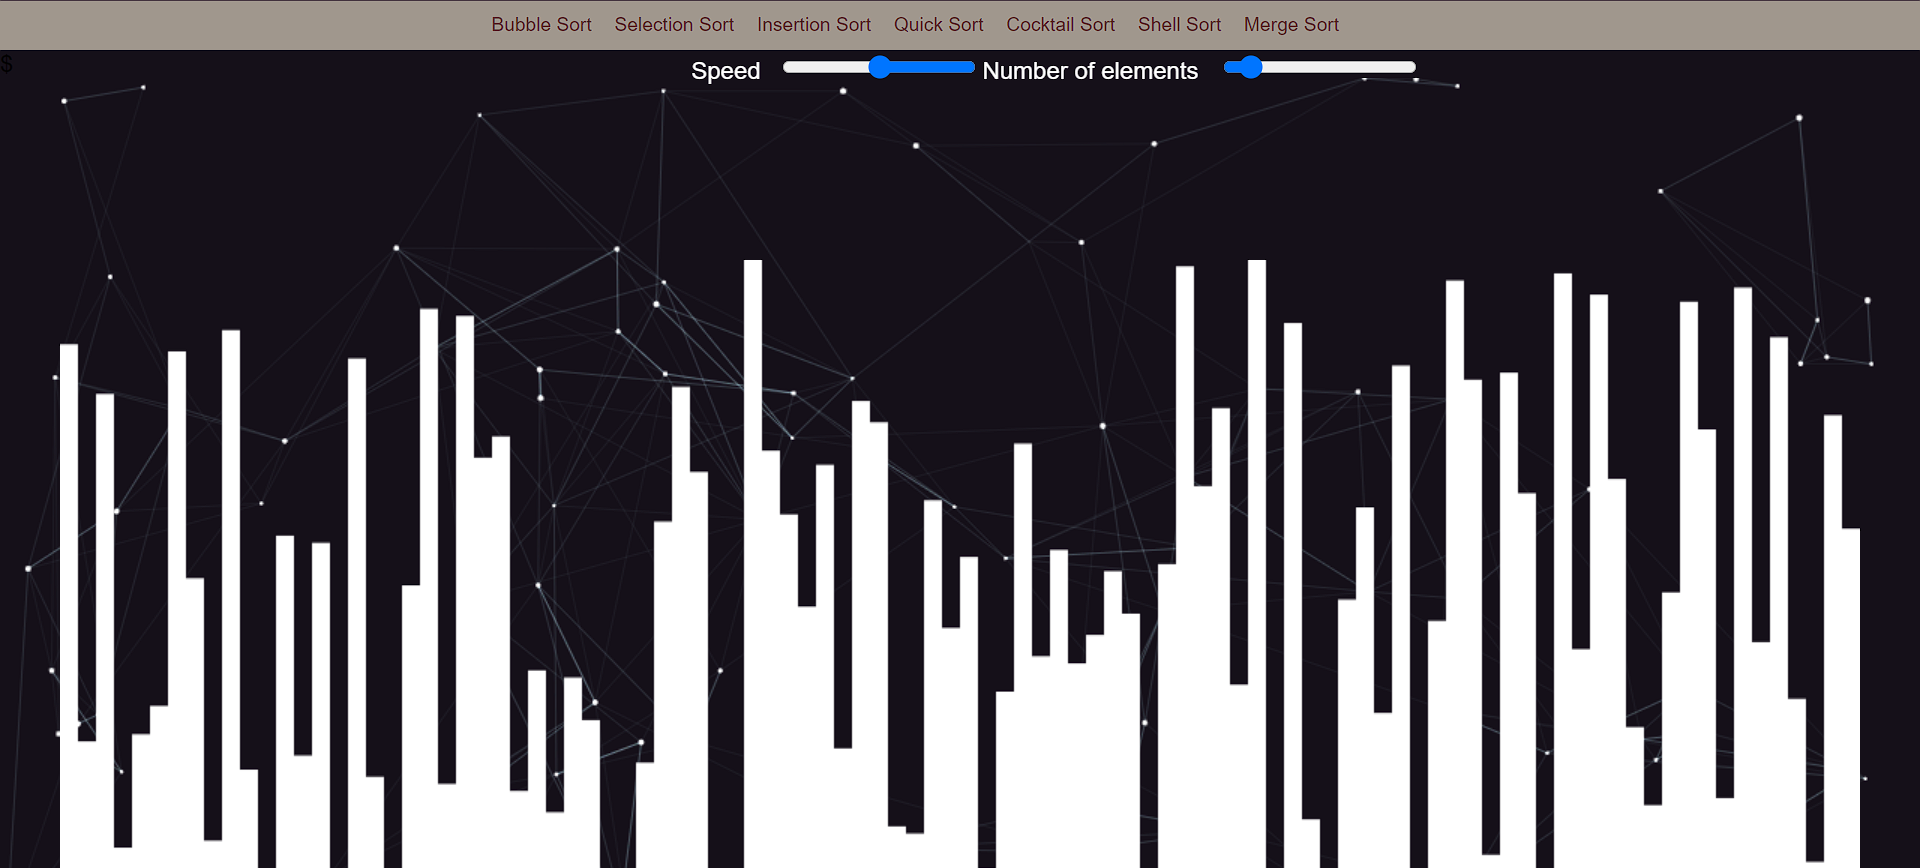 Bubble Sort Selection Sort Insertion Sort Quick Sort Cocktail Sort Shell Sort Merge Sort
$
Speed Number of elements